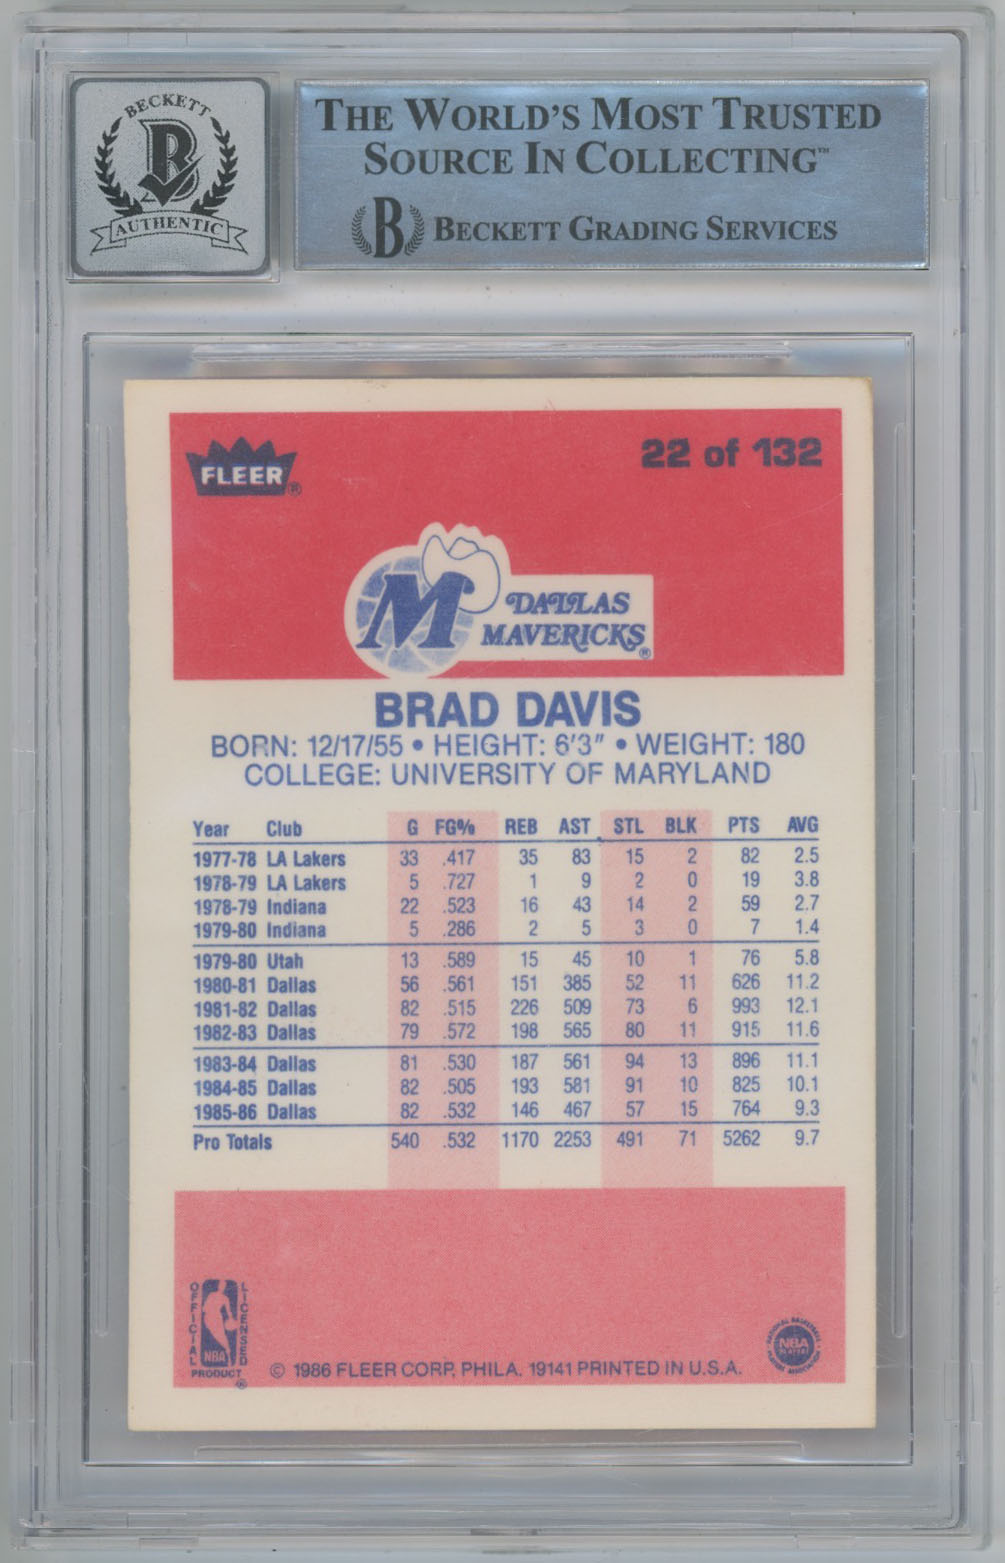 BECKETT
B
AUTHENTIC
THE WORLD'S MOST TRUSTED
SOURCE IN COLLECTING™
B BECKETT GRADING SERVICES
FLEER®
22 of 132
M DALLAS
MAVERICKS®
BRAD DAVIS
BORN: 12/17/55 • HEIGHT: 6'3" • WEIGHT: 180
COLLEGE: UNIVERSITY OF MARYLAND
Year Club G FG% REB AST STL BLK PTS AVG
1977-78 LA Lakers 33 .417 35 83 15 2 82 2.5
1978-79 LA Lakers 5 .727 1 9 2 0 19 3.8
1978-79 Indiana 22 .523 16 43 14 2 59 2.7
1979-80 Indiana 5 .286 2 5 3 0 7 1.4
1979-80 Utah 13 .589 15 45 10 1 76 5.8
1980-81 Dallas 56 .561 151 385 52 11 626 11.2
1981-82 Dallas 82 .515 226 509 73 6 993 12.1
1982-83 Dallas 79 .572 198 565 80 11 915 11.6
1983-84 Dallas 81 .530 187 561 94 13 896 11.1
1984-85 Dallas 82 .505 193 581 91 10 825 10.1
1985-86 Dallas 82 .532 146 467 57 15 764 9.3
Pro Totals 540 .532 1170 2253 491 71 5262 9.7
OFFICIAL LICENSED
NBA
PRODUCT®
© 1986 FLEER CORP. PHILA. 19141 PRINTED IN U.S.A.
NATIONAL BASKETBALL
NBA
PLAYERS
PLAYERS ASSOCIATION